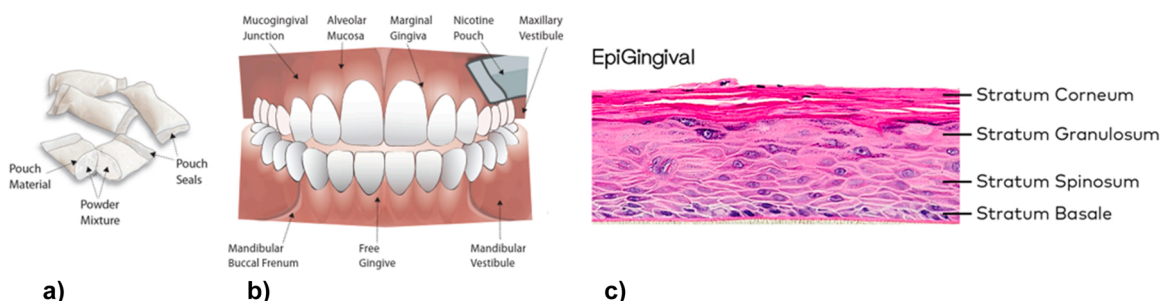 Pouch
Material
Powder
Mixture
Pouch
Seals
a)
Mucogingival
Junction
Alveolar
Mucosa
Marginal
Gingiva
Nicotine
Pouch
Maxillary
Vestibule
Mandibular
Buccal Frenum
Free
Gingive
Mandibular
Vestibule
b)
EpiGingival
Stratum Corneum
Stratum Granulosum
Stratum Spinosum
Stratum Basale
c)